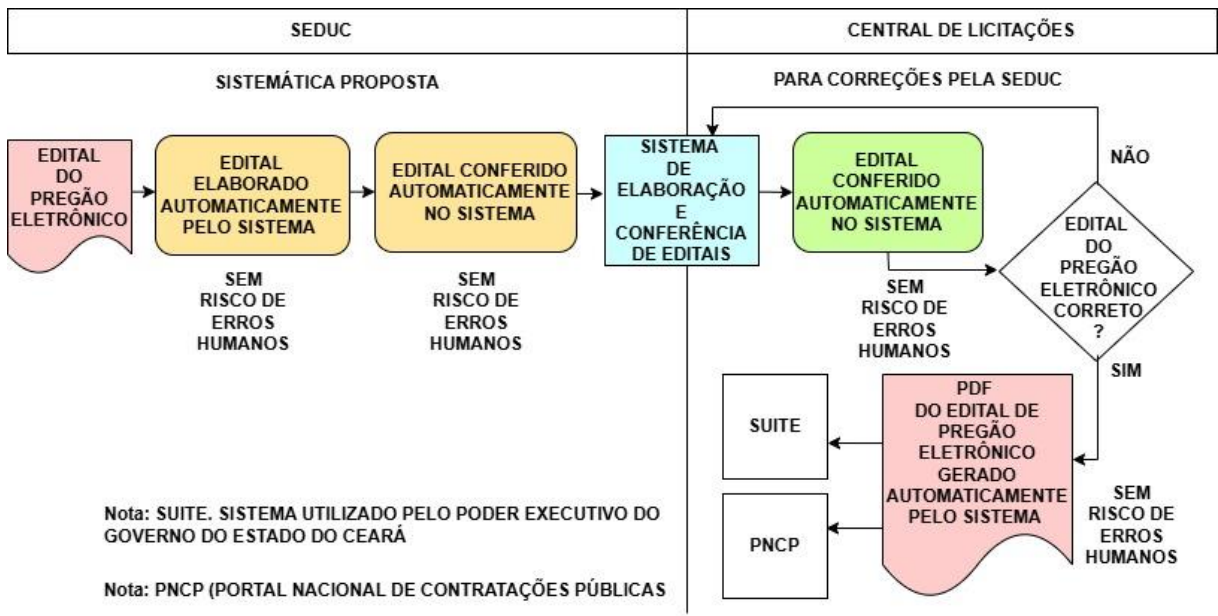 SEDUC
CENTRAL DE LICITAÇÕES
SISTEMÁTICA PROPOSTA
PARA CORREÇÕES PELA SEDUC
EDITAL
DO
PREGÃO
ELETRÔNICO
EDITAL
ELABORADO
AUTOMATICAMENTE
PELO SISTEMA
SEM
RISCO DE
ERROS
HUMANOS
EDITAL CONFERIDO
AUTOMATICAMENTE
NO SISTEMA
SEM
RISCO DE
ERROS
HUMANOS
SISTEMA
DE
ELABORAÇÃO
E
CONFERÊNCIA
DE EDITAIS
EDITAL
CONFERIDO
AUTOMATICAMENTE
NO SISTEMA
SEM
RISCO DE
ERROS
HUMANOS
NÃO
EDITAL
DO
PREGÃO
ELETRÔNICO
CORRETO
?
SIM
PDF
DO EDITAL DE
PREGÃO
ELETRÔNICO
GERADO
AUTOMATICAMENTE
PELO SISTEMA
SEM
RISCO DE
ERROS
HUMANOS
SUITE
PNCP
Nota: SUITE. SISTEMA UTILIZADO PELO PODER EXECUTIVO DO
GOVERNO DO ESTADO DO CEARÁ
Nota: PNCP (PORTAL NACIONAL DE CONTRATAÇÕES PÚBLICAS